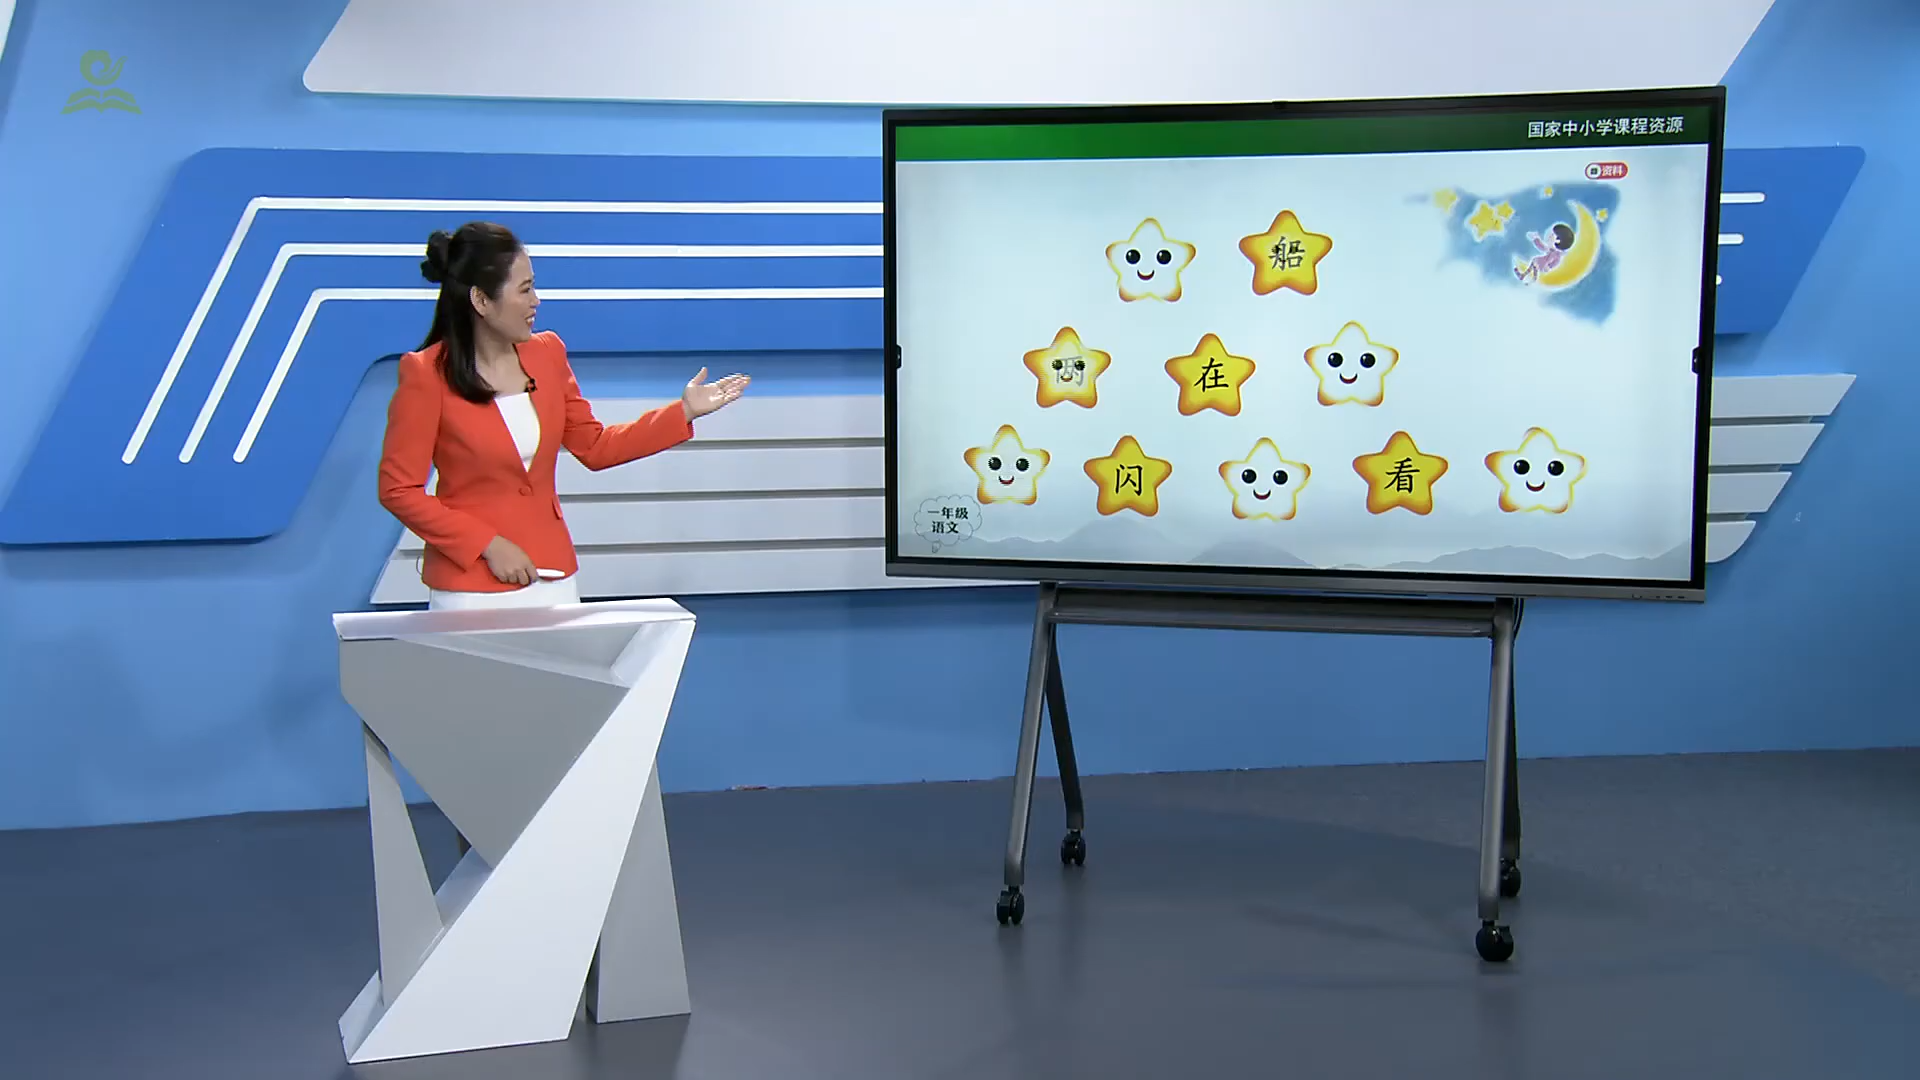 国家中小学课程资源
资料
船
两
在
闪
看
一年级
语文